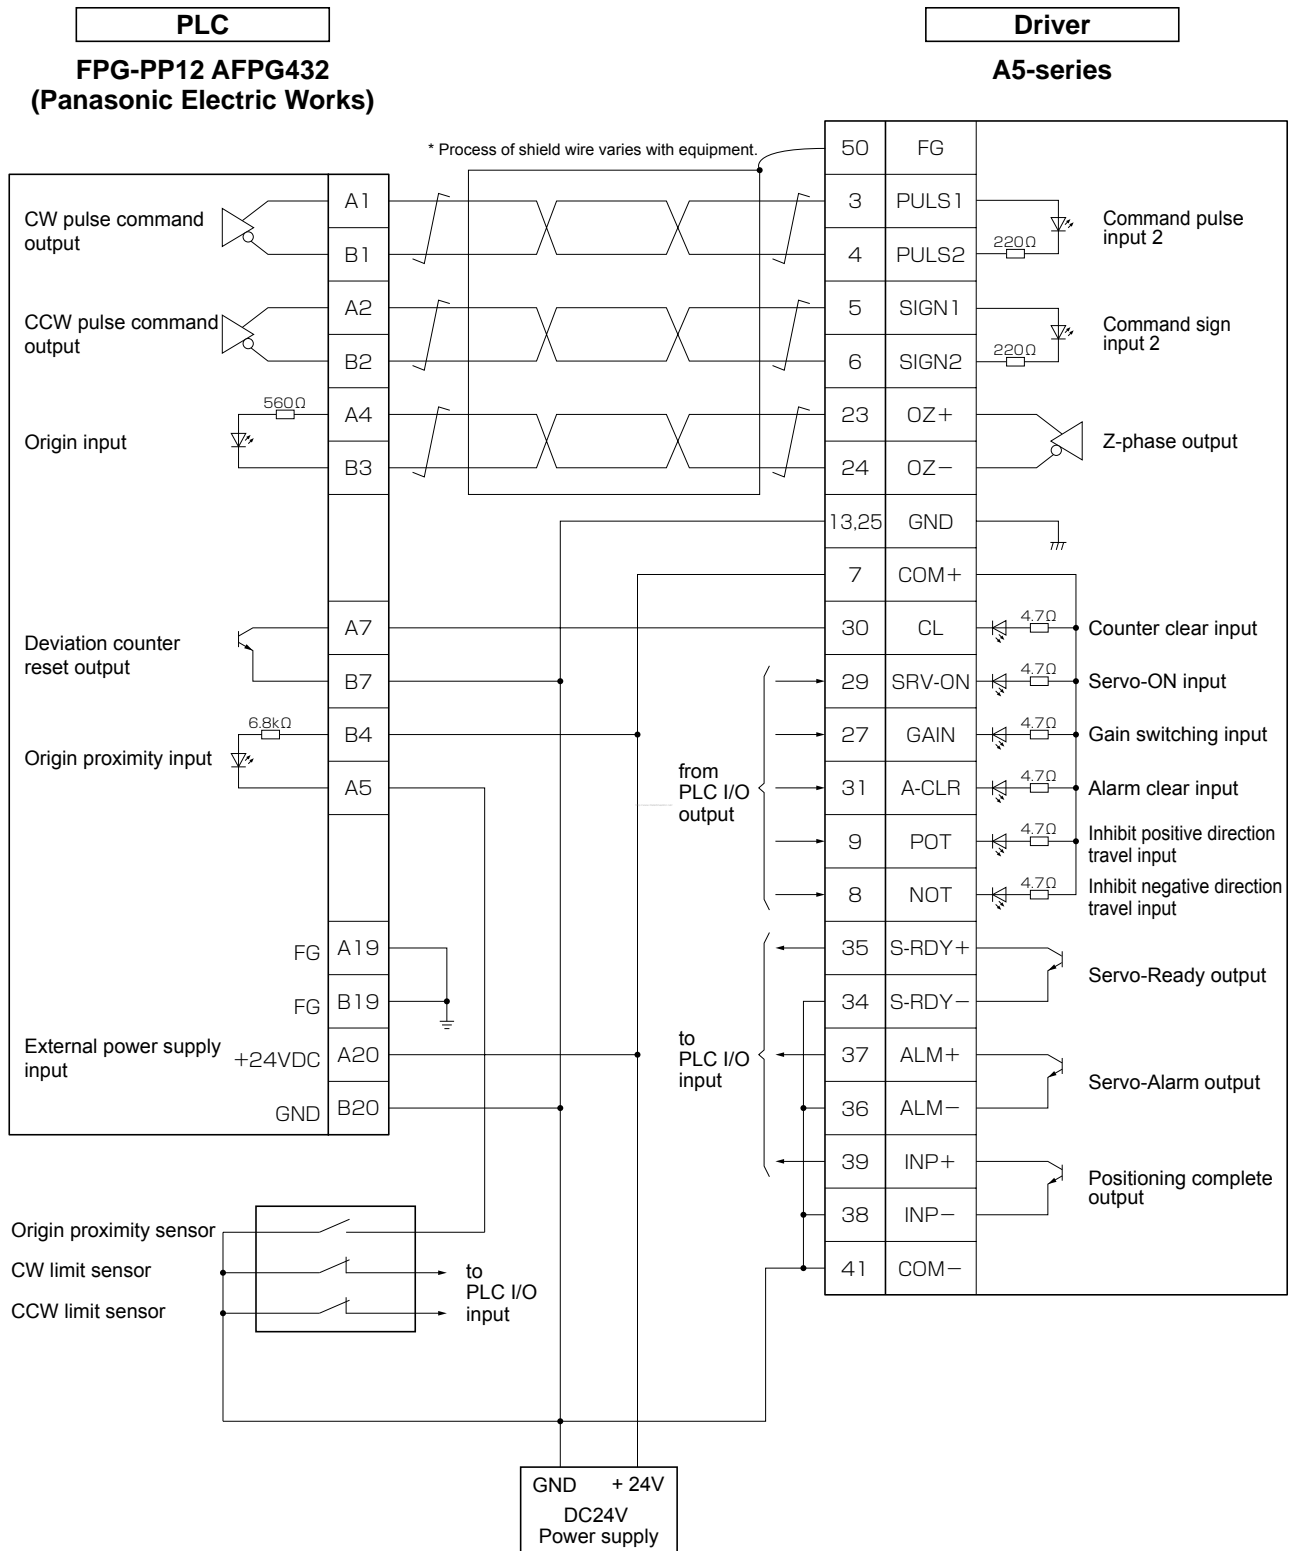 PLC
FPG-PP12 AFPG432
(Panasonic Electric Works)
Driver
A5-series
* Process of shield wire varies with equipment.
CW pulse command
output
CCW pulse command
output
560Ω
Origin input
Deviation counter
reset output
6.8kΩ
Origin proximity input
FG
FG
External power supply
input
+24VDC
GND
A1
B1
A2
B2
A4
B3
A7
B7
B4
A5
A19
B19
A20
B20
50 FG
3 PULS1
4 PULS2
5 SIGN1
6 SIGN2
23 OZ+
24 OZ−
13,25 GND
7 COM+
30 CL
29 SRV-ON
27 GAIN
31 A-CLR
9 POT
8 NOT
35 S-RDY+
34 S-RDY−
37 ALM+
36 ALM−
39 INP+
38 INP−
41 COM−
220Ω
Command pulse
input 2
220Ω
Command sign
input 2
Z-phase output
4.7Ω
Counter clear input
4.7Ω
Servo-ON input
4.7Ω
Gain switching input
4.7Ω
Alarm clear input
4.7Ω
Inhibit positive direction
travel input
4.7Ω
Inhibit negative direction
travel input
Servo-Ready output
Servo-Alarm output
Positioning complete
output
from
PLC I/O
output
to
PLC I/O
input
Origin proximity sensor
CW limit sensor
CCW limit sensor
to
PLC I/O
input
GND + 24V
DC24V
Power supply